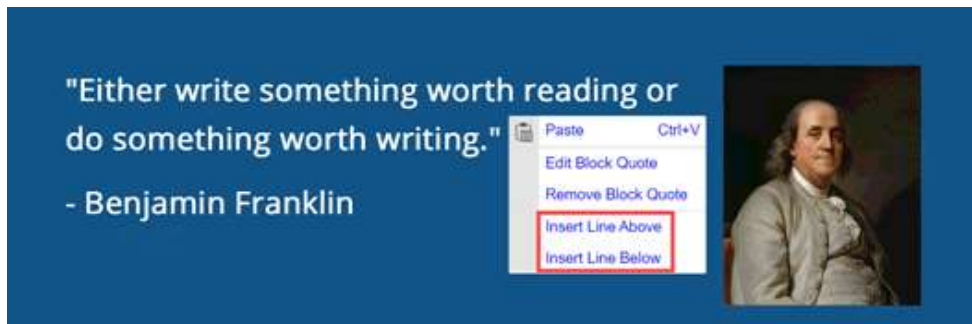 "Either write something worth reading or
do something worth writing."
- Benjamin Franklin
Paste Ctrl+V
Edit Block Quote
Remove Block Quote
Insert Line Above
Insert Line Below